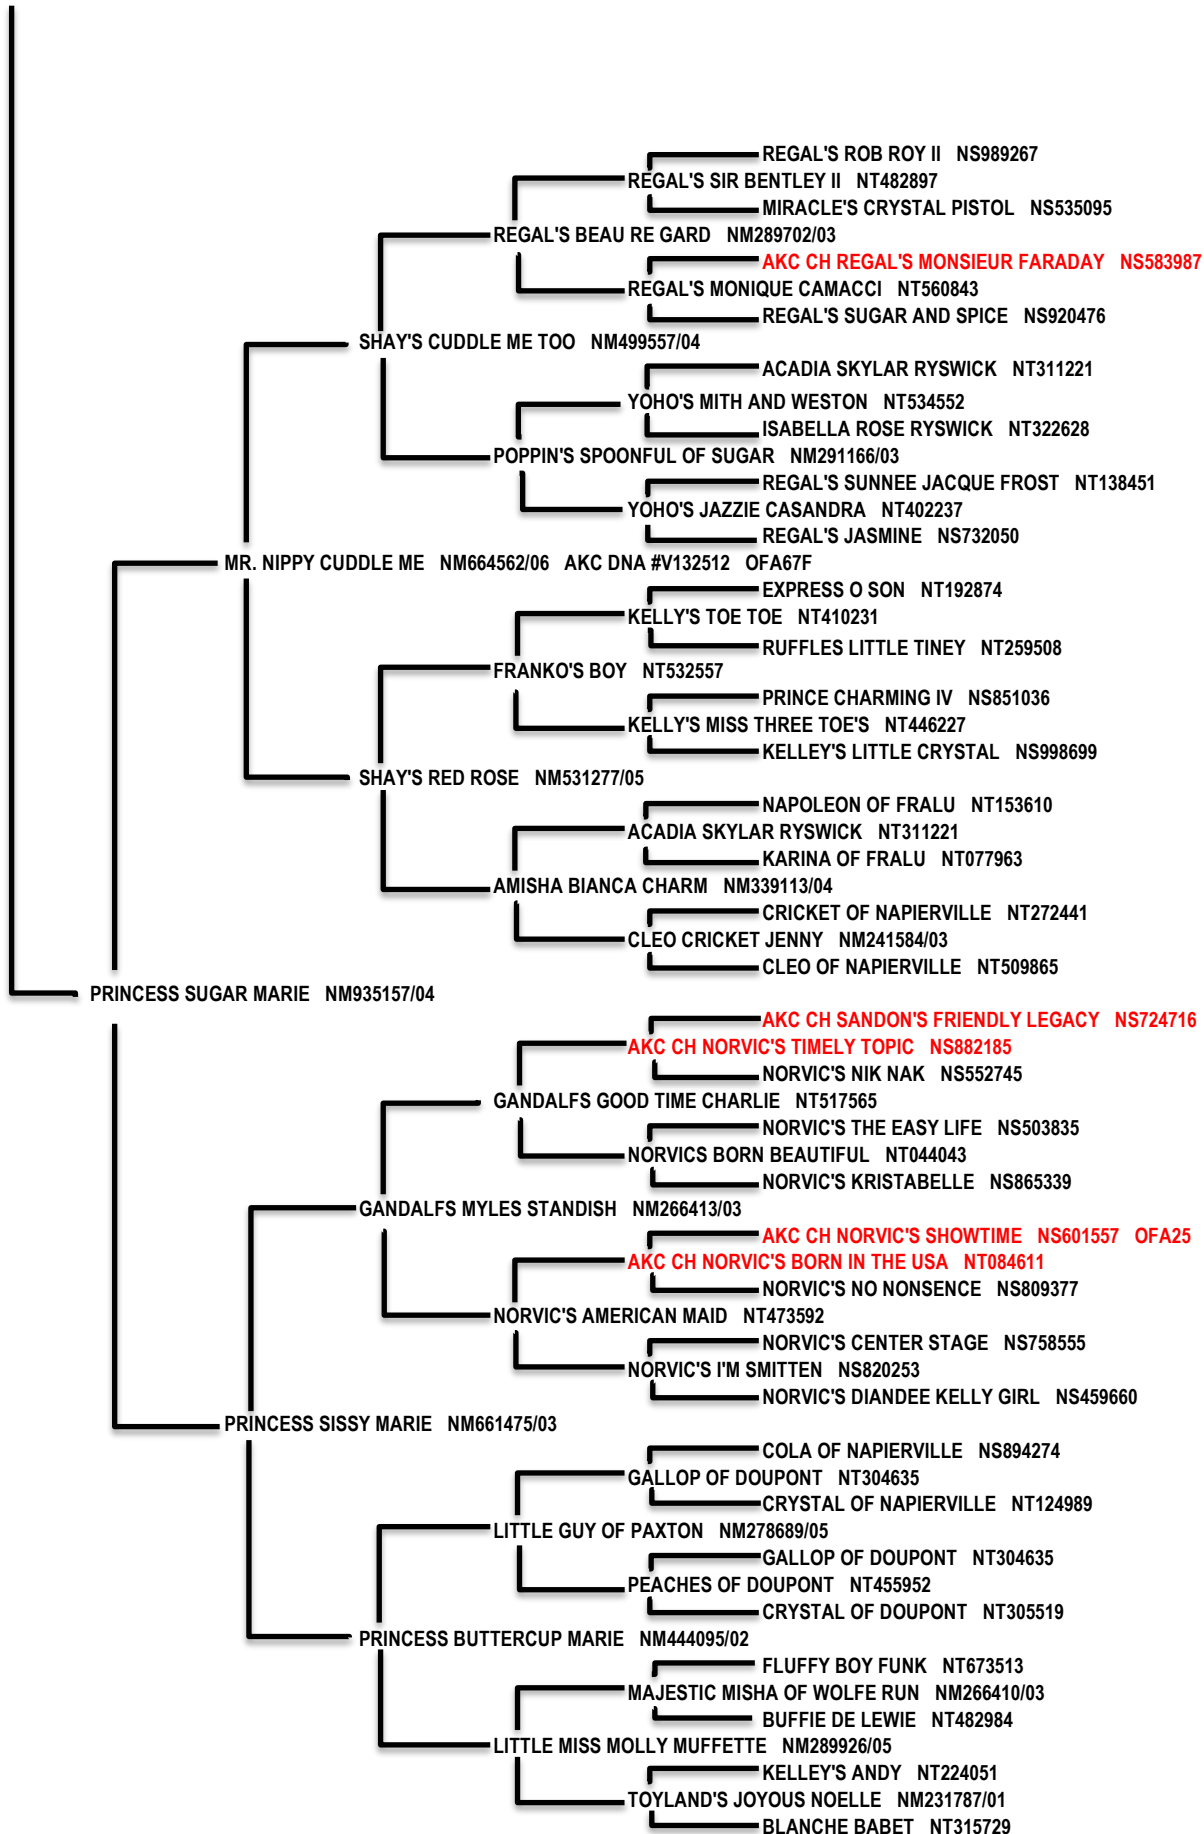 REGAL'S ROB ROY II NS989267
REGAL'S SIR BENTLEY II NT482897
MIRACLE'S CRYSTAL PISTOL NS535095
REGAL'S BEAU RE GARD NM289702/03
AKC CH REGAL'S MONSIEUR FARADAY NS583987
REGAL'S MONIQUE CAMACCI NT560843
REGAL'S SUGAR AND SPICE NS920476
SHAY'S CUDDLE ME TOO NM499557/04
ACADIA SKYLAR RYSWICK NT311221
YOHO'S MITH AND WESTON NT534552
ISABELLA ROSE RYSWICK NT322628
POPPIN'S SPOONFUL OF SUGAR NM291166/03
REGAL'S SUNNEE JACQUE FROST NT138451
YOHO'S JAZZIE CASANDRA NT402237
REGAL'S JASMINE NS732050
MR. NIPPY CUDDLE ME NM664562/06 AKC DNA #V132512 OFA67F
EXPRESS O SON NT192874
KELLY'S TOE TOE NT410231
RUFFLES LITTLE TINEY NT259508
FRANKO'S BOY NT532557
PRINCE CHARMING IV NS851036
KELLY'S MISS THREE TOE'S NT446227
KELLEY'S LITTLE CRYSTAL NS998699
SHAY'S RED ROSE NM531277/05
NAPOLEON OF FRALU NT153610
ACADIA SKYLAR RYSWICK NT311221
KARINA OF FRALU NT077963
AMISHA BIANCA CHARM NM339113/04
CRICKET OF NAPIERVILLE NT272441
CLEO CRICKET JENNY NM241584/03
CLEO OF NAPIERVILLE NT509865
PRINCESS SUGAR MARIE NM935157/04
AKC CH SANDON'S FRIENDLY LEGACY NS724716
AKC CH NORVIC'S TIMELY TOPIC NS882185
NORVIC'S NIK NAK NS552745
GANDALFS GOOD TIME CHARLIE NT517565
NORVIC'S THE EASY LIFE NS503835
NORVICS BORN BEAUTIFUL NT044043
NORVIC'S KRISTABELLE NS865339
GANDALFS MYLES STANDISH NM266413/03
AKC CH NORVIC'S SHOWTIME NS601557 OFA25
AKC CH NORVIC'S BORN IN THE USA NT084611
NORVIC'S NO NONSENCE NS809377
NORVIC'S AMERICAN MAID NT473592
NORVIC'S CENTER STAGE NS758555
NORVIC'S I'M SMITTEN NS820253
NORVIC'S DIANDEE KELLY GIRL NS459660
PRINCESS SISSY MARIE NM661475/03
COLA OF NAPIERVILLE NS894274
GALLOP OF DOUPONT NT304635
CRYSTAL OF NAPIERVILLE NT124989
LITTLE GUY OF PAXTON NM278689/05
GALLOP OF DOUPONT NT304635
PEACHES OF DOUPONT NT455952
CRYSTAL OF DOUPONT NT305519
PRINCESS BUTTERCUP MARIE NM444095/02
FLUFFY BOY FUNK NT673513
MAJESTIC MISHA OF WOLFE RUN NM266410/03
BUFFIE DE LEWIE NT482984
LITTLE MISS MOLLY MUFFETTE NM289926/05
KELLEY'S ANDY NT224051
TOYLAND'S JOYOUS NOELLE NM231787/01
BLANCHE BABET NT315729